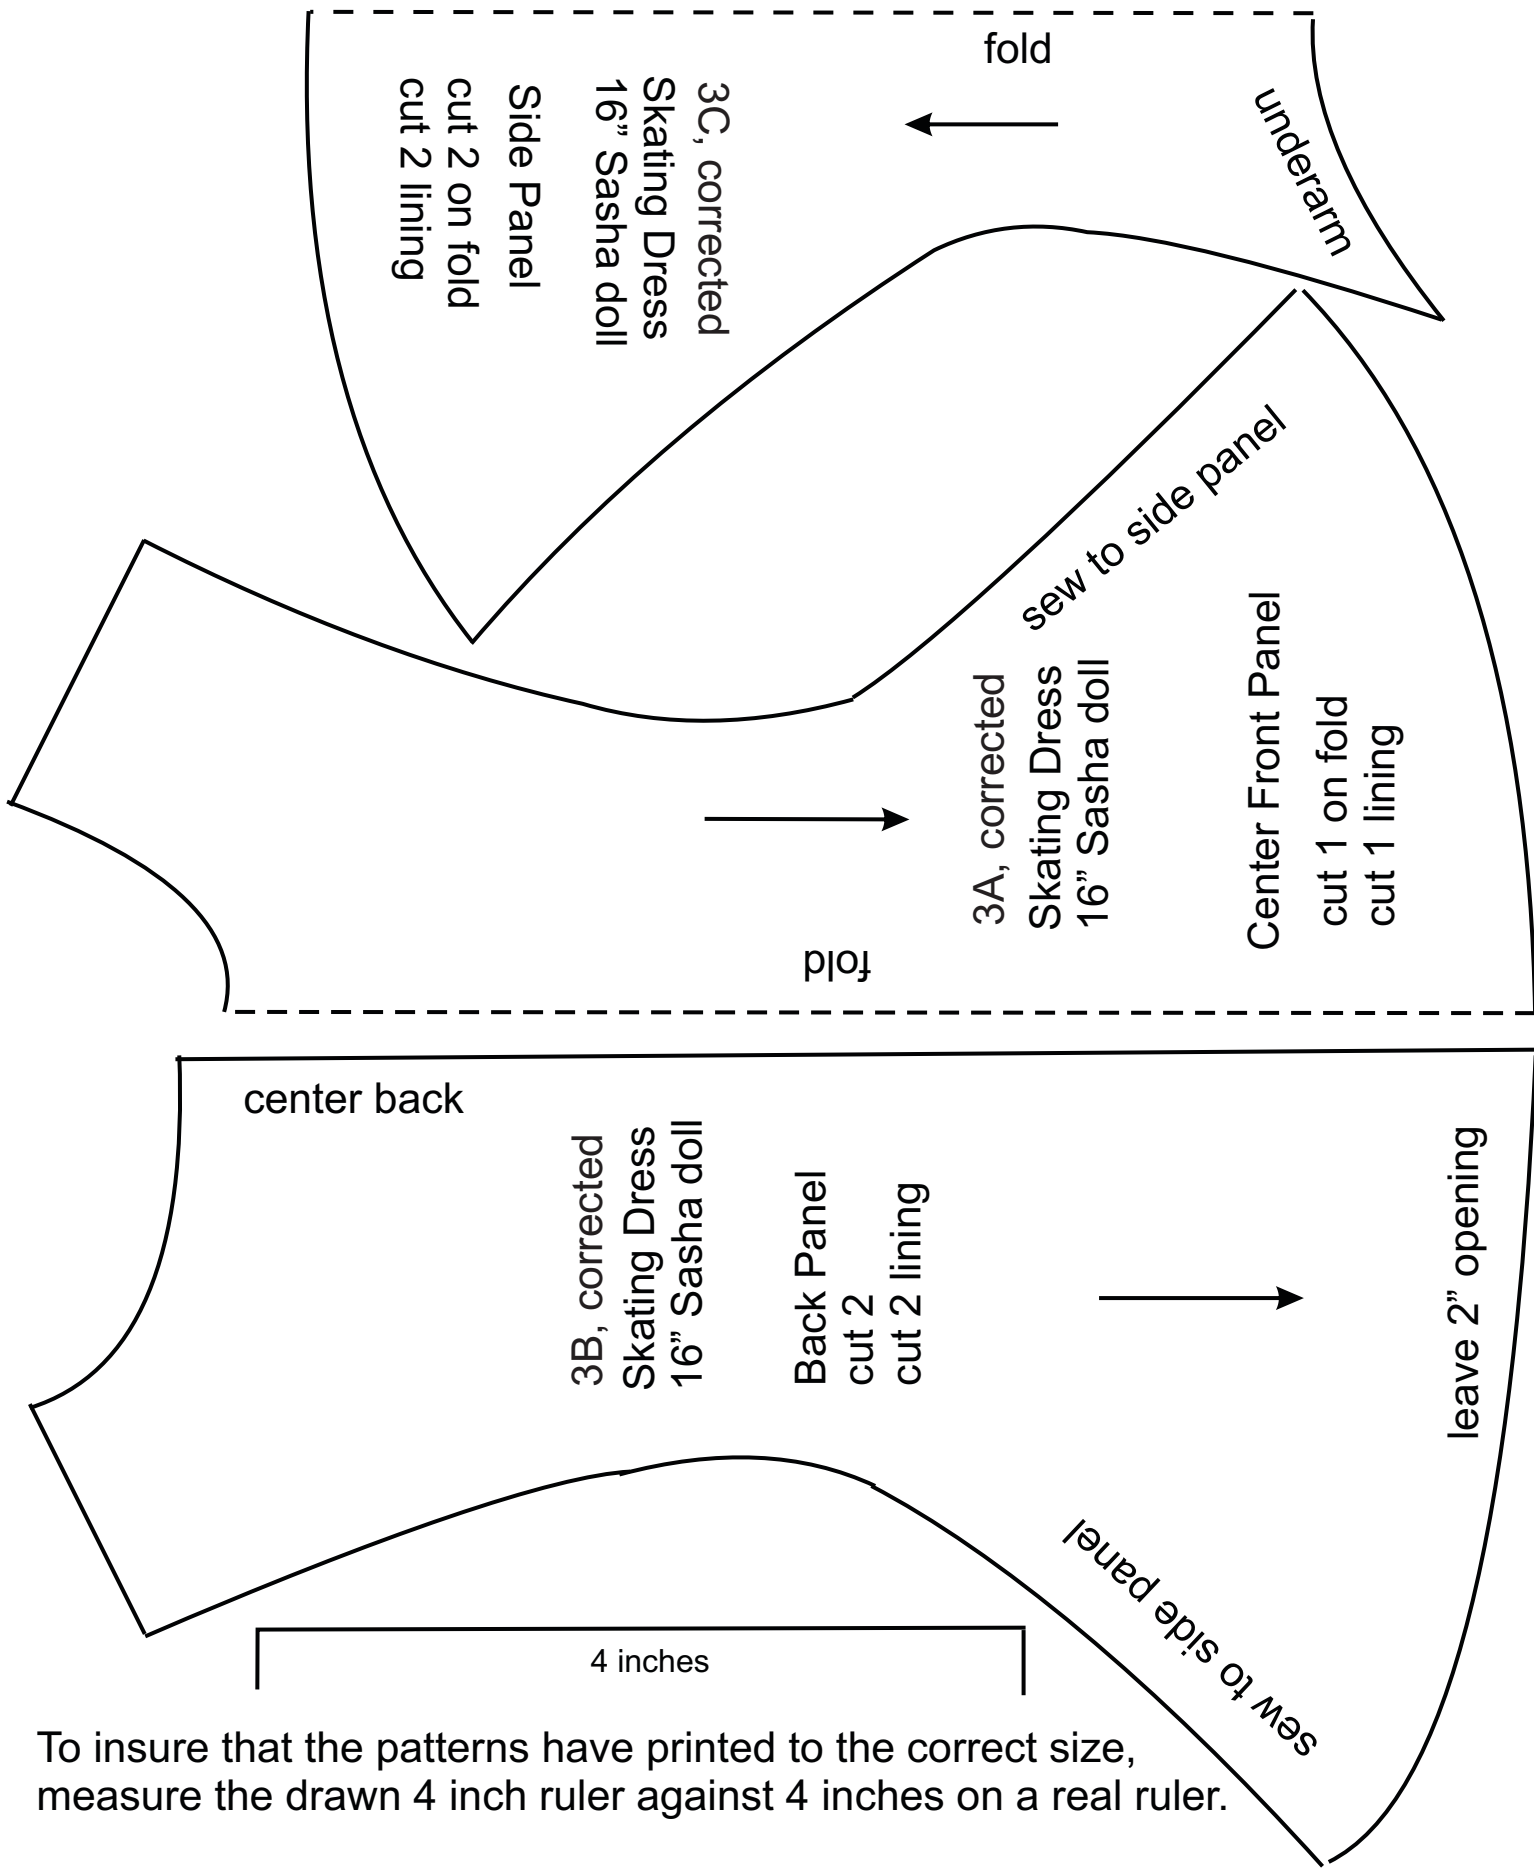 fold
underarm
3C, corrected
Skating Dress
16” Sasha doll
Side Panel
cut 2 on fold
cut 2 lining
sew to side panel
3A, corrected
Skating Dress
16” Sasha doll
Center Front Panel
cut 1 on fold
cut 1 lining
fold
center back
3B, corrected
Skating Dress
16” Sasha doll
Back Panel
cut 2
cut 2 lining
leave 2” opening
sew to side panel
4 inches
To insure that the patterns have printed to the correct size,
measure the drawn 4 inch ruler against 4 inches on a real ruler.